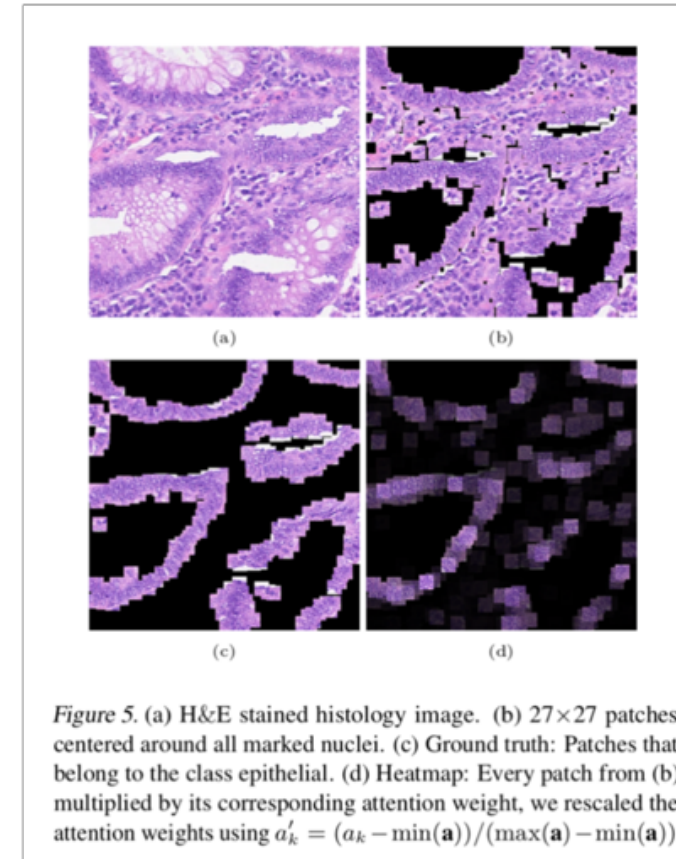 (a)
(b)
(c)
(d)
Figure 5. (a) H&E stained histology image. (b) 27×27 patches
centered around all marked nuclei. (c) Ground truth: Patches that
belong to the class epithelial. (d) Heatmap: Every patch from (b)
multiplied by its corresponding attention weight, we rescaled the
attention weights using a′ₖ = (aₖ − min(a))/(max(a) − min(a))